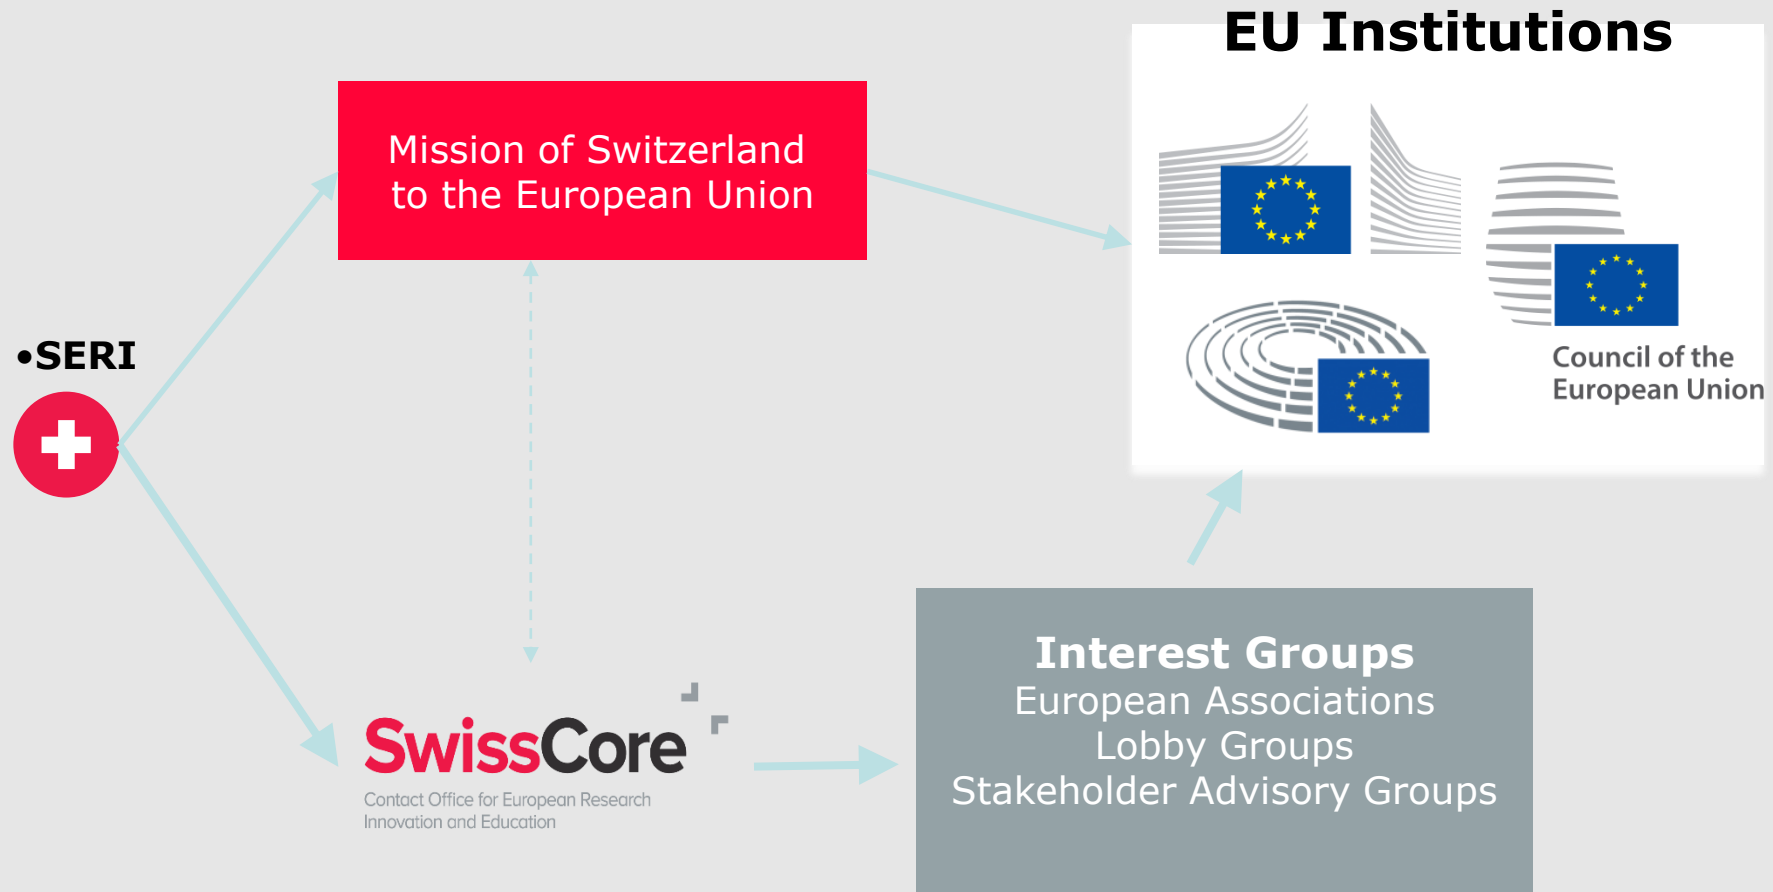 EU Institutions
Mission of Switzerland
to the European Union
•SERI
Council of the
European Union
SwissCore
Contact Office for European Research
Innovation and Education
Interest Groups
European Associations
Lobby Groups
Stakeholder Advisory Groups